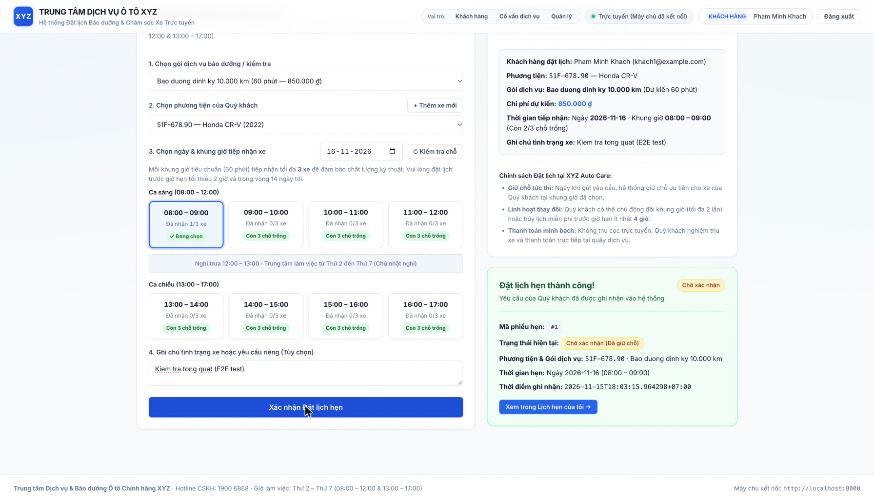 XYZ
TRUNG TÂM DỊCH VỤ Ô TÔ XYZ
Hệ thống Đặt lịch Bảo dưỡng & Chăm sóc Xe Trực tuyến
Vai trò: Khách hàng Cố vấn dịch vụ Quản lý
Trực tuyến (Máy chủ đã kết nối)
KHÁCH HÀNG Phạm Minh Khach
Đăng xuất
12:00 & 13:00 – 17:00).
1. Chọn gói dịch vụ bảo dưỡng / kiểm tra
Bao duong dinh ky 10.000 km (60 phút — 850.000 ₫)
2. Chọn phương tiện của Quý khách
+ Thêm xe mới
51F-678.90 — Honda CR-V (2022)
3. Chọn ngày & khung giờ tiếp nhận xe
16-11-2026
Kiểm tra chỗ
Mỗi khung giờ tiêu chuẩn (60 phút) tiếp nhận tối đa 3 xe để đảm bảo chất lượng kỹ thuật. Vui lòng đặt lịch
trước giờ hẹn tối thiểu 2 giờ và trong vòng 14 ngày tới.
Ca sáng (08:00 – 12:00)
08:00 – 09:00
Đã nhận 1/3 xe
✓ Đang chọn
09:00 – 10:00
Đã nhận 0/3 xe
Còn 3 chỗ trống
10:00 – 11:00
Đã nhận 0/3 xe
Còn 3 chỗ trống
11:00 – 12:00
Đã nhận 0/3 xe
Còn 3 chỗ trống
Nghỉ trưa 12:00 – 13:00 · Trung tâm làm việc từ Thứ 2 đến Thứ 7 (Chủ nhật nghỉ)
Ca chiều (13:00 – 17:00)
13:00 – 14:00
Đã nhận 0/3 xe
Còn 3 chỗ trống
14:00 – 15:00
Đã nhận 0/3 xe
Còn 3 chỗ trống
15:00 – 16:00
Đã nhận 0/3 xe
Còn 3 chỗ trống
16:00 – 17:00
Đã nhận 0/3 xe
Còn 3 chỗ trống
4. Ghi chú tình trạng xe hoặc yêu cầu riêng (Tùy chọn)
Kiem tra tong quat (E2E test)
Xác nhận Đặt lịch hẹn
Khách hàng đặt lịch: Pham Minh Khach (khach1@example.com)
Phương tiện: 51F-678.90 — Honda CR-V
Gói dịch vụ: Bao duong dinh ky 10.000 km (Dự kiến 60 phút)
Chi phí dự kiến: 850.000 ₫
Thời gian tiếp nhận: Ngày 2026-11-16 · Khung giờ 08:00 – 09:00
(Còn 2/3 chỗ trống)
Ghi chú tình trạng xe: Kiem tra tong quat (E2E test)
Chính sách Đặt lịch tại XYZ Auto Care:
• Giữ chỗ tức thì: Ngay khi gửi yêu cầu, hệ thống giữ chỗ ưu tiên cho xe của
Quý khách tại khung giờ đã chọn.
• Linh hoạt thay đổi: Quý khách có thể chủ động đổi khung giờ (tối đa 2 lần)
hoặc hủy lịch miễn phí trước giờ hẹn ít nhất 4 giờ.
• Thanh toán minh bạch: Không thu cọc trực tuyến. Quý khách nghiệm thu
xe và thanh toán trực tiếp tại quầy dịch vụ.
Đặt lịch hẹn thành công!
Chờ xác nhận
Yêu cầu của Quý khách đã được ghi nhận vào hệ thống
Mã phiếu hẹn: #1
Trạng thái hiện tại: Chờ xác nhận (Đã giữ chỗ)
Phương tiện & Gói dịch vụ: 51F-678.90 · Bao duong dinh ky 10.000 km
Thời gian hẹn: Ngày 2026-11-16 (08:00 – 09:00)
Thời điểm ghi nhận: 2026-11-15T18:03:15.964298+07:00
Xem trong Lịch hẹn của tôi →
Trung tâm Dịch vụ & Bảo dưỡng Ô tô Chính hãng XYZ · Hotline CSKH: 1900 6868 · Giờ làm việc: Thứ 2 – Thứ 7 (08:00 – 12:00 & 13:00 – 17:00)
Máy chủ kết nối: http://localhost:8000